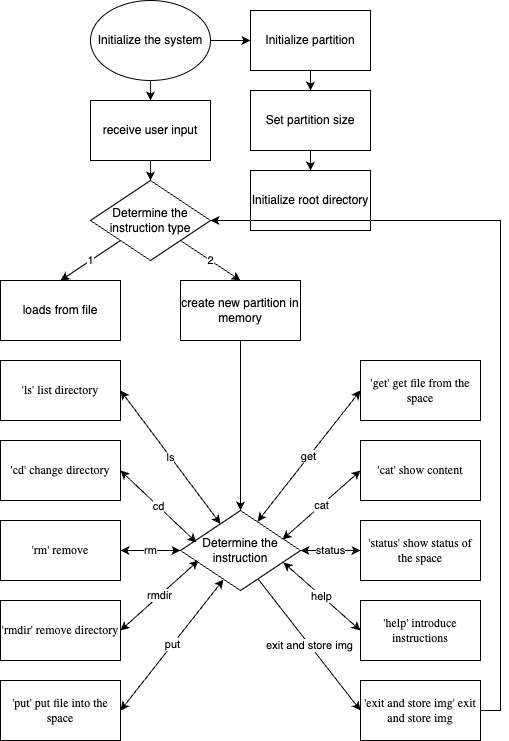 Initialize the system
Initialize partition
receive user input
Set partition size
Determine the
instruction type
Initialize root directory
1
2
loads from file
create new partition in
memory
'ls' list directory
'get' get file from the
space
ls
get
'cd' change directory
'cat' show content
cd
cat
'rm' remove
rm
Determine the
instruction
status
'status' show status of
the space
rmdir
help
'rmdir' remove directory
'help' introduce
instructions
put
exit and store img
'put' put file into the
space
'exit and store img' exit
and store img